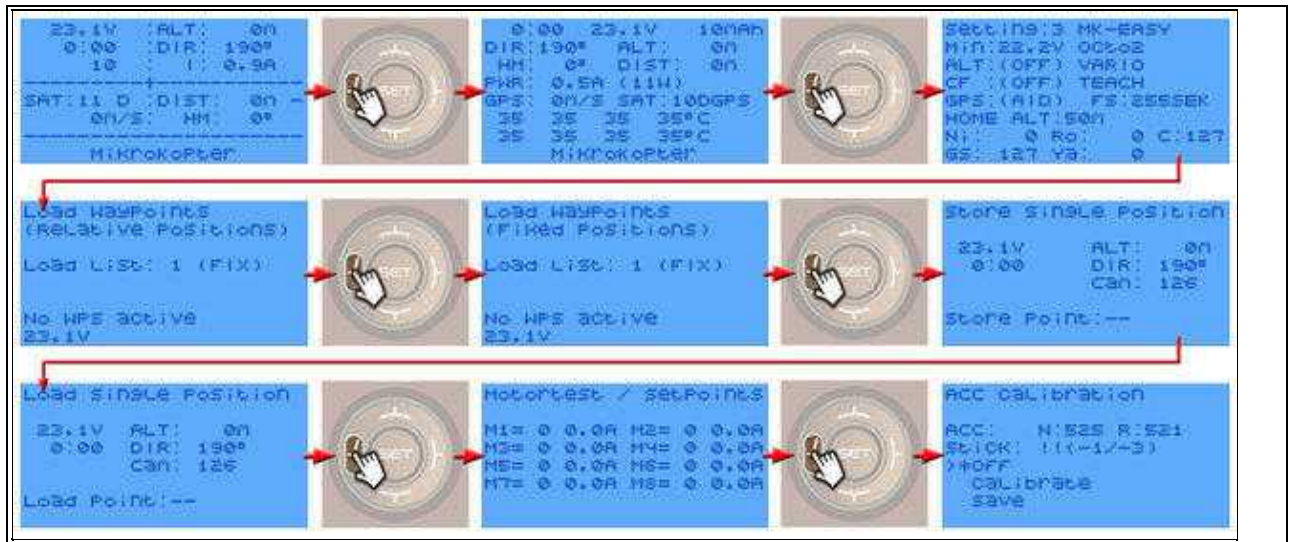 23.1V :ALT: 0m
0:00 :DIR: 190°
10 : I: 0.9A
SAT:11 D :DIST: 0m -
0m/s: HM: 0°
MikroKopter
SET
0:00 23.1V 10mAh
DIR:190° ALT: 0m
HM: 0° DIST: 0m
PWR: 0.5A (11W)
GPS: 0m/s SAT:10DGPS
35 35 35 35°C
35 35 35 35°C
MikroKopter
SET
Setting:3 MK-EASY
Min:22.2V Octo2
ALT:(OFF) VARIO
CF :(OFF) TEACH
GPS:(AID) FS:255SEK
HOME ALT:50m
Ni: 0 Ro: 0 C:127
GS: 127 Ya: 0
Load WayPoints
(Relative Positions)
Load List: 1 (FIX)
No WPs active
23.1V
SET
Load WayPoints
(Fixed Positions)
Load List: 1 (FIX)
No WPs active
23.1V
SET
Store Single Position
23.1V ALT: 0m
0:00 DIR: 190°
Cam: 126
Store Point:--
Load Single Position
23.1V ALT: 0m
0:00 DIR: 190°
Cam: 126
Load Point:--
SET
Motortest / SetPoints
M1= 0 0.0A M2= 0 0.0A
M3= 0 0.0A M4= 0 0.0A
M5= 0 0.0A M6= 0 0.0A
M7= 0 0.0A M8= 0 0.0A
SET
ACC Calibration
ACC: N:525 R:521
Stick: !!(-1/-3)
>*OFF
Calibrate
Save